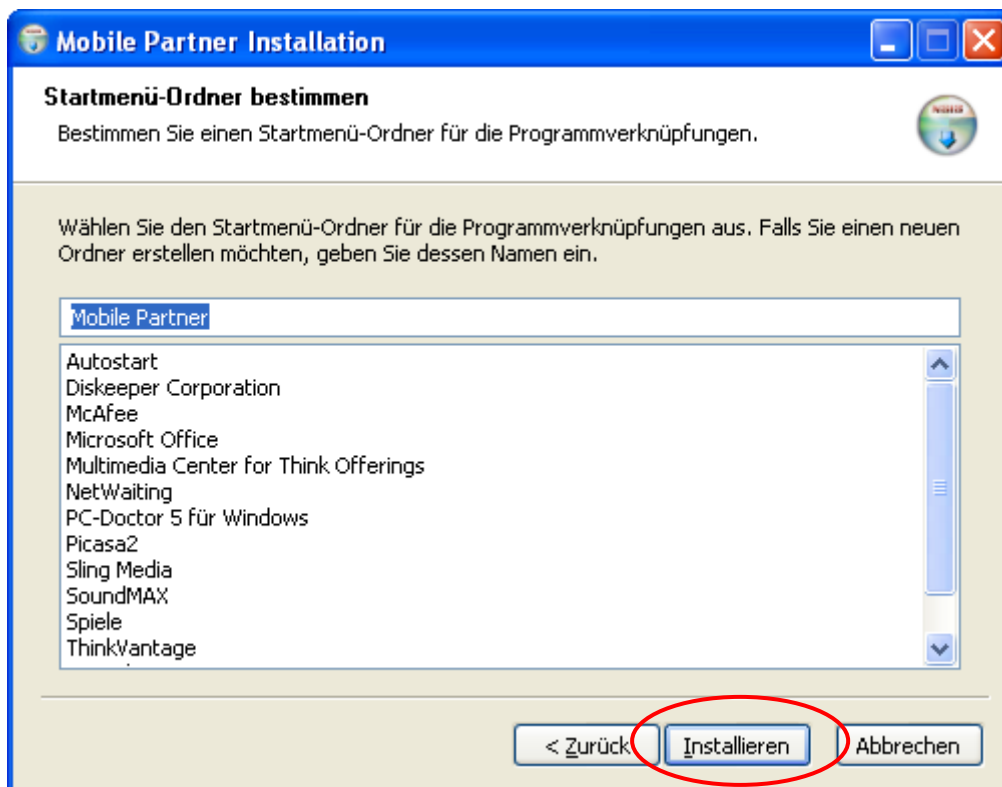 Mobile Partner Installation
Startmenü-Ordner bestimmen
Bestimmen Sie einen Startmenü-Ordner für die Programmverknüpfungen.
Wählen Sie den Startmenü-Ordner für die Programmverknüpfungen aus. Falls Sie einen neuen
Ordner erstellen möchten, geben Sie dessen Namen ein.
Mobile Partner
Autostart
Diskeeper Corporation
McAfee
Microsoft Office
Multimedia Center for Think Offerings
NetWaiting
PC-Doctor 5 für Windows
Picasa2
Sling Media
SoundMAX
Spiele
ThinkVantage
< Zurück Installieren Abbrechen